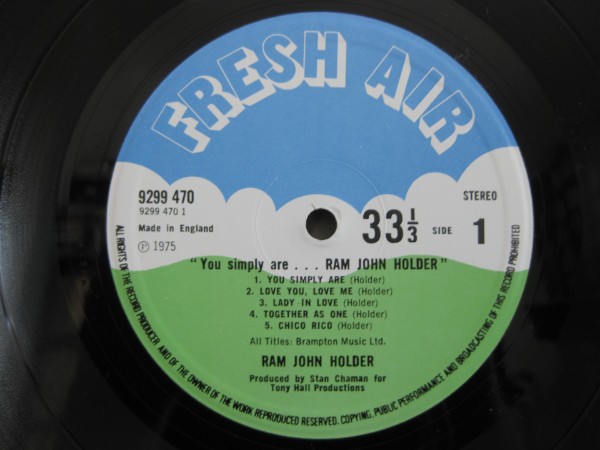 FRESH AIR
9299 470
9299 470 1
Made in England
℗ 1975
STEREO
33⅓ SIDE 1
"You simply are . . . RAM JOHN HOLDER"
1. YOU SIMPLY ARE (Holder)
2. LOVE YOU, LOVE ME (Holder)
3. LADY IN LOVE (Holder)
4. TOGETHER AS ONE (Holder)
5. CHICO RICO (Holder)
All Titles: Brampton Music Ltd.
RAM JOHN HOLDER
Produced by Stan Chaman for
Tony Hall Productions
ALL RIGHTS OF THE RECORD PRODUCER AND OF THE OWNER OF THE WORK REPRODUCED RESERVED. COPYING, PUBLIC PERFORMANCE AND BROADCASTING OF THIS RECORD PROHIBITED